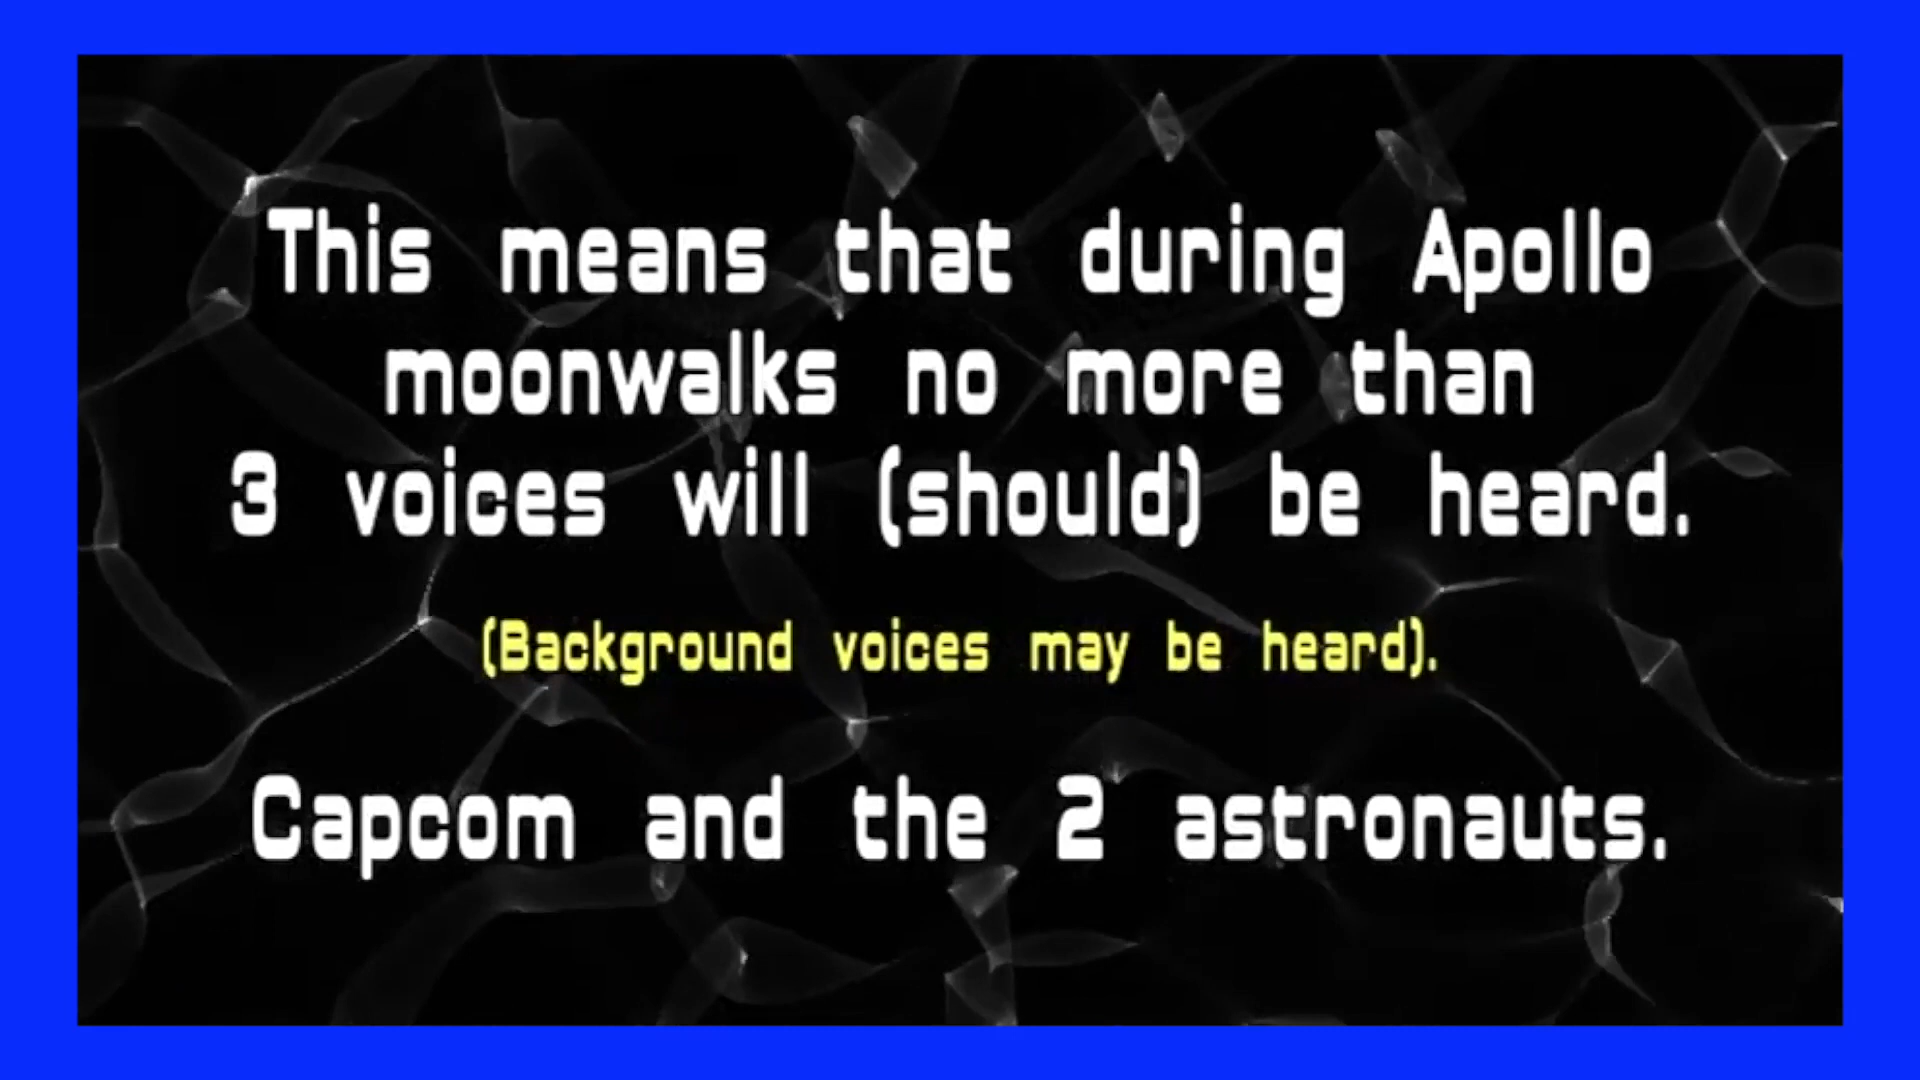 This means that during Apollo
moonwalks no more than
3 voices will (should) be heard.
(Background voices may be heard).
Capcom and the 2 astronauts.